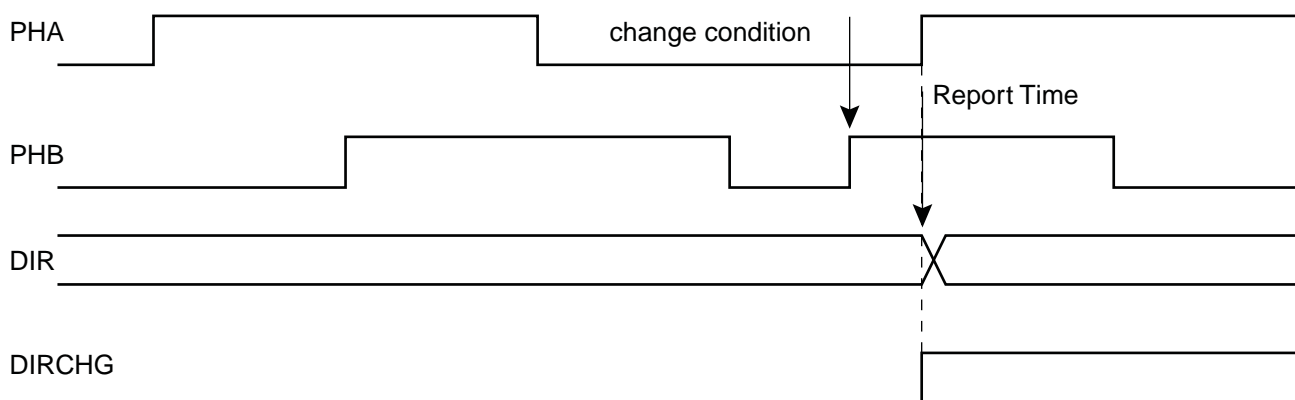 PHA
change condition
Report Time
PHB
DIR
DIRCHG